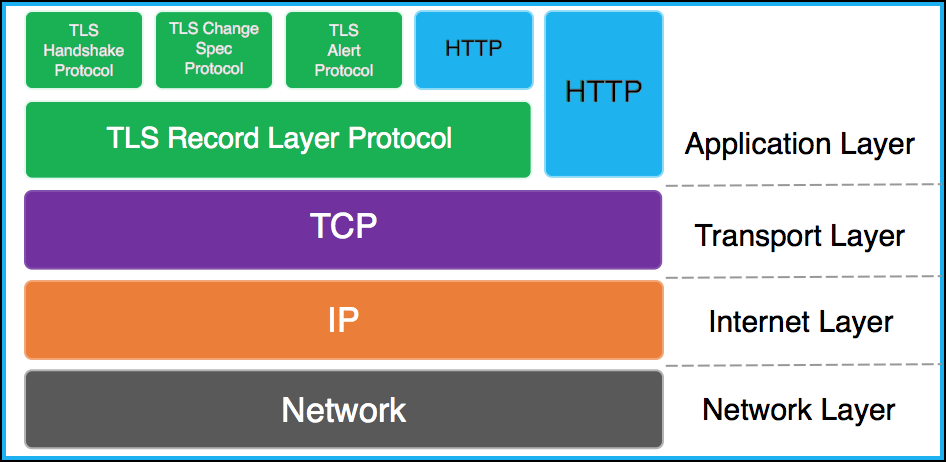 TLS
Handshake
Protocol
TLS Change
Spec
Protocol
TLS
Alert
Protocol
HTTP
HTTP
TLS Record Layer Protocol
Application Layer
TCP
Transport Layer
IP
Internet Layer
Network
Network Layer